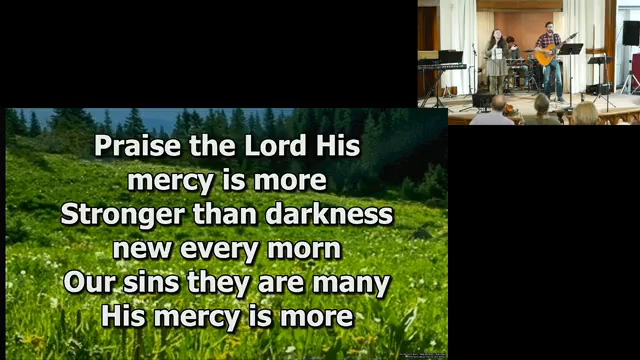 Praise the Lord His
mercy is more
Stronger than darkness
new every morn
Our sins they are many
His mercy is more